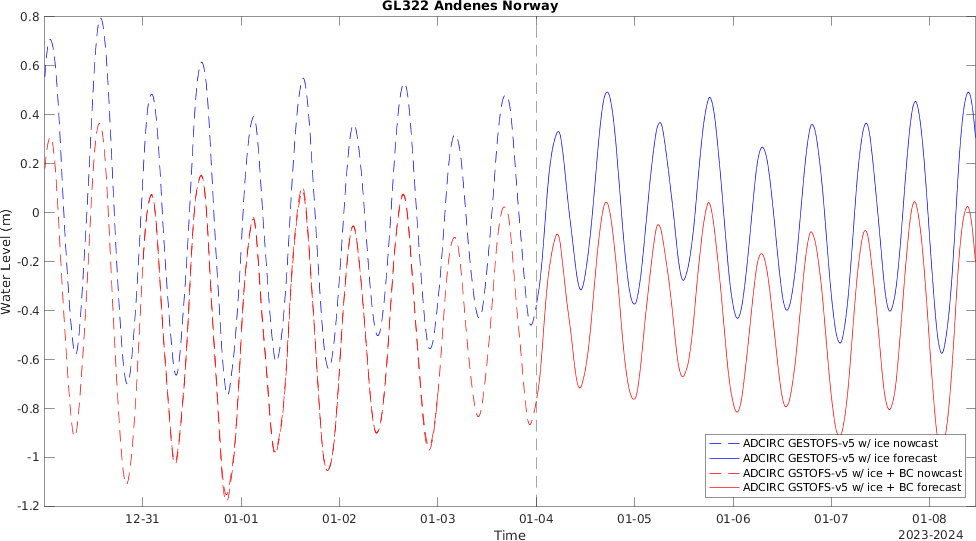 GL322 Andenes Norway
0.8
0.6
0.4
0.2
0
-0.2
-0.4
-0.6
-0.8
-1
-1.2
Water Level (m)
ADCIRC GESTOFS-v5 w/ ice nowcast
ADCIRC GESTOFS-v5 w/ ice forecast
ADCIRC GSTOFS-v5 w/ ice + BC nowcast
ADCIRC GSTOFS-v5 w/ ice + BC forecast
12-31 01-01 01-02 01-03 01-04 01-05 01-06 01-07 01-08
Time
2023-2024